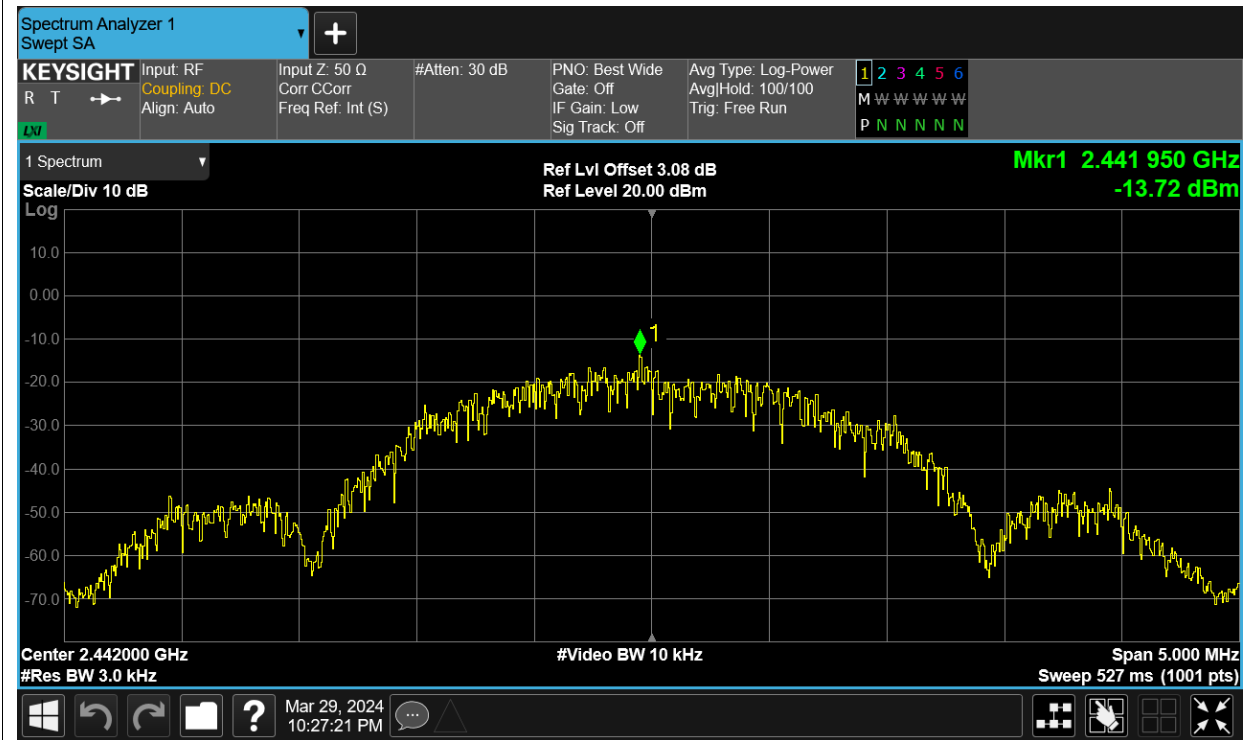 Spectrum Analyzer 1
Swept SA
KEYSIGHT
R T
LXI
Input: RF
Coupling: DC
Align: Auto
Input Z: 50 Ω
Corr CCorr
Freq Ref: Int (S)
#Atten: 30 dB
PNO: Best Wide
Gate: Off
IF Gain: Low
Sig Track: Off
Avg Type: Log-Power
Avg|Hold: 100/100
Trig: Free Run
1 2 3 4 5 6
M W W W W W
P N N N N N
1 Spectrum
Scale/Div 10 dB
Log
Ref Lvl Offset 3.08 dB
Ref Level 20.00 dBm
Mkr1 2.441 950 GHz
-13.72 dBm
10.0
0.00
-10.0
-20.0
-30.0
-40.0
-50.0
-60.0
-70.0
1
Center 2.442000 GHz
#Res BW 3.0 kHz
#Video BW 10 kHz
Span 5.000 MHz
Sweep 527 ms (1001 pts)
?
Mar 29, 2024
10:27:21 PM